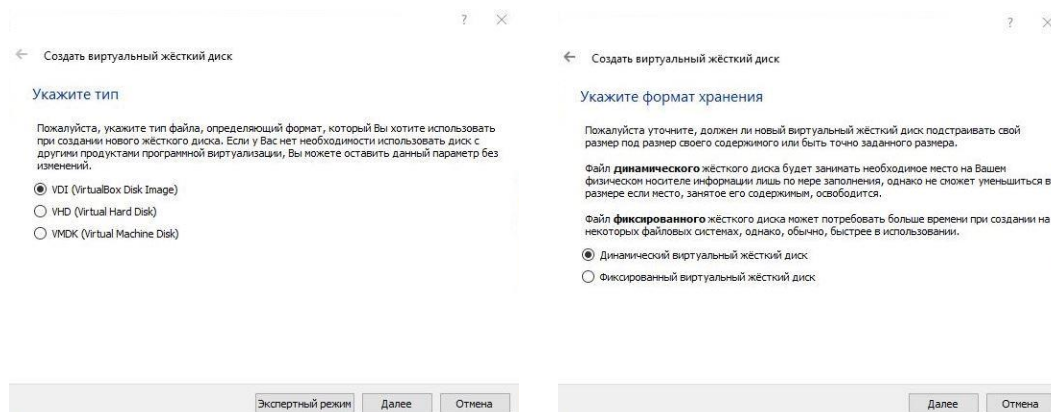 ?
Создать виртуальный жёсткий диск
Укажите тип
Пожалуйста, укажите тип файла, определяющий формат, который Вы хотите использовать
при создании нового жёсткого диска. Если у Вас нет необходимости использовать диск с
другими продуктами программной виртуализации, Вы можете оставить данный параметр без
изменений.
VDI (VirtualBox Disk Image)
VHD (Virtual Hard Disk)
VMDK (Virtual Machine Disk)
Экспертный режим Далее Отмена
?
Создать виртуальный жёсткий диск
Укажите формат хранения
Пожалуйста уточните, должен ли новый виртуальный жёсткий диск подстраивать свой
размер под размер своего содержимого или быть точно заданного размера.
Файл динамического жёсткого диска будет занимать необходимое место на Вашем
физическом носителе информации лишь по мере заполнения, однако не сможет уменьшиться в
размере если место, занятое его содержимым, освободится.
Файл фиксированного жёсткого диска может потребовать больше времени при создании на
некоторых файловых системах, однако, обычно, быстрее в использовании.
Динамический виртуальный жёсткий диск
Фиксированный виртуальный жёсткий диск
Далее Отмена